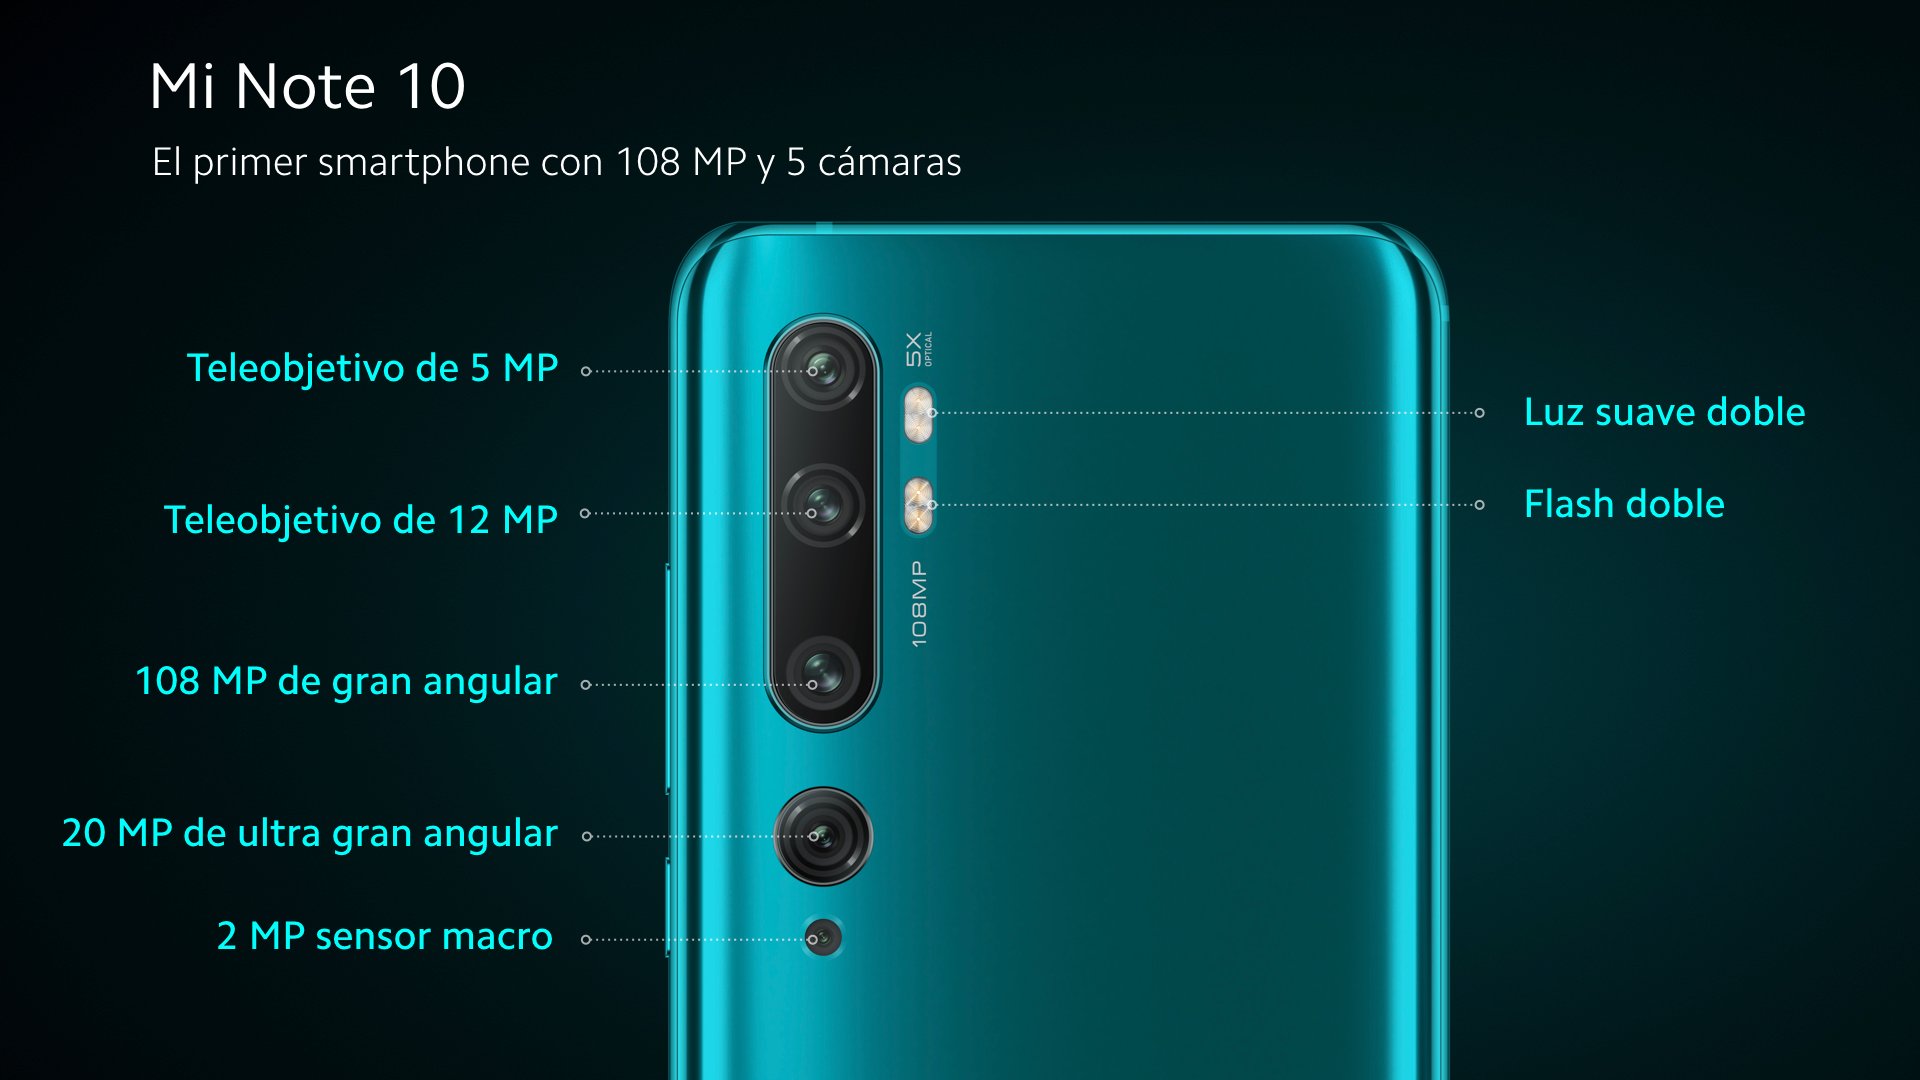 Mi Note 10
El primer smartphone con 108 MP y 5 cámaras
Teleobjetivo de 5 MP
Teleobjetivo de 12 MP
108 MP de gran angular
20 MP de ultra gran angular
2 MP sensor macro
5X
OPTICAL
108MP
Luz suave doble
Flash doble